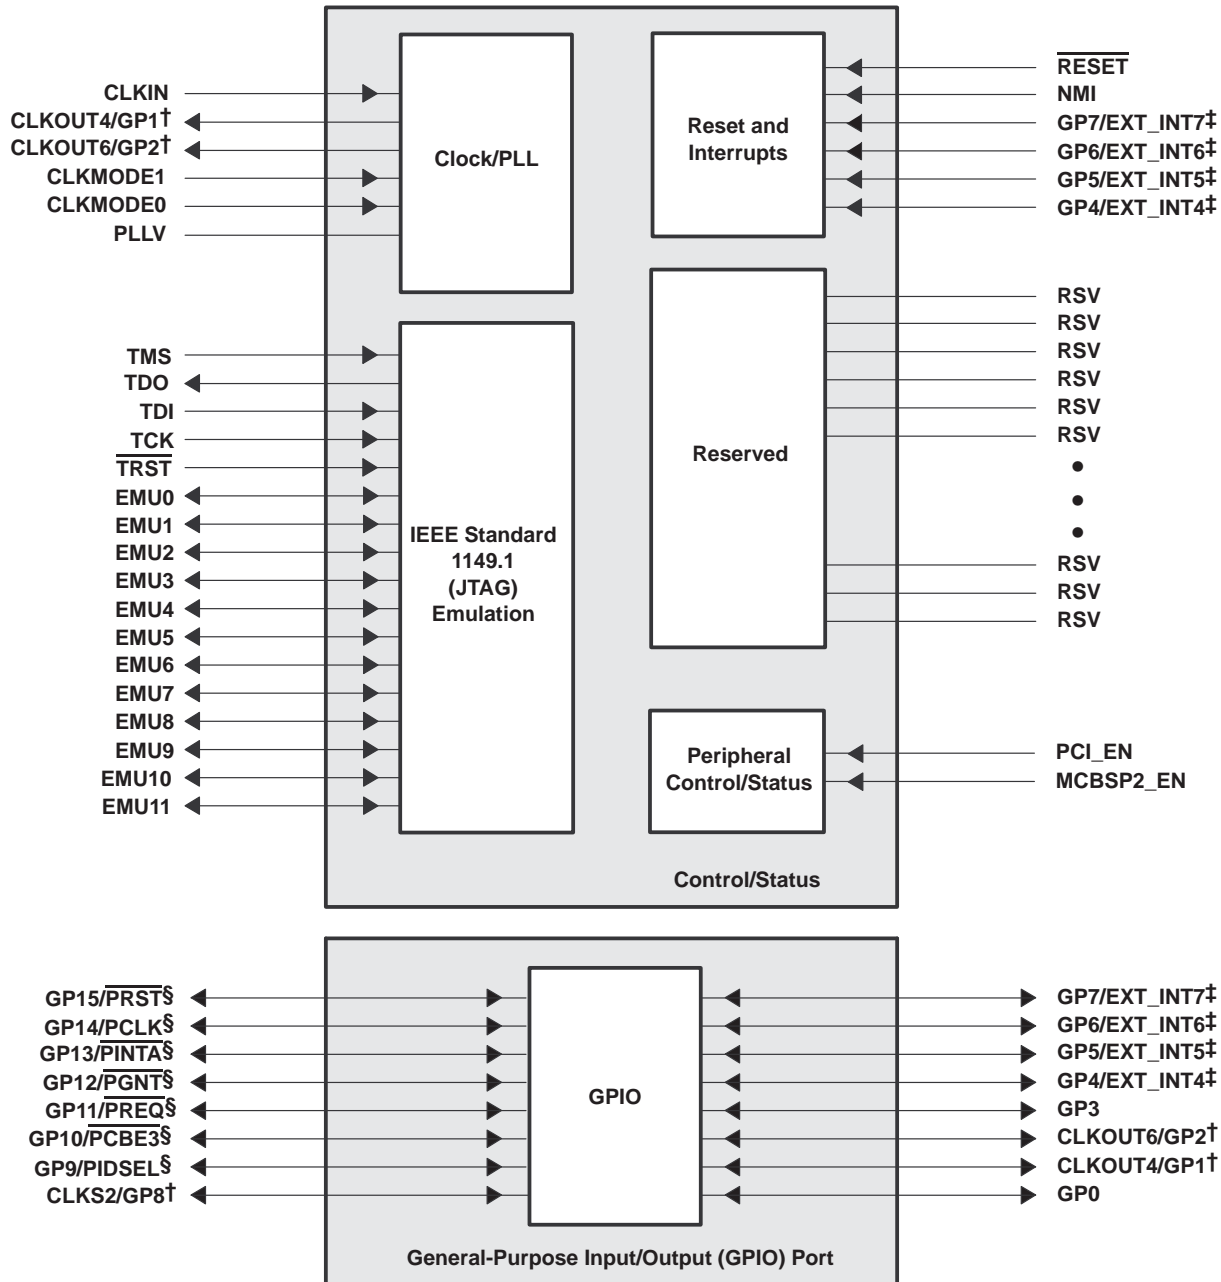 CLKIN
CLKOUT4/GP1†
CLKOUT6/GP2†
CLKMODE1
CLKMODE0
PLLV
Clock/PLL
Reset and
Interrupts
RESET
NMI
GP7/EXT_INT7‡
GP6/EXT_INT6‡
GP5/EXT_INT5‡
GP4/EXT_INT4‡
TMS
TDO
TDI
TCK
TRST
EMU0
EMU1
EMU2
EMU3
EMU4
EMU5
EMU6
EMU7
EMU8
EMU9
EMU10
EMU11
IEEE Standard
1149.1
(JTAG)
Emulation
Reserved
RSV
RSV
RSV
RSV
RSV
RSV
•
•
•
RSV
RSV
RSV
Peripheral
Control/Status
PCI_EN
MCBSP2_EN
Control/Status
GP15/PRST§
GP14/PCLK§
GP13/PINTA§
GP12/PGNT§
GP11/PREQ§
GP10/PCBE3§
GP9/PIDSEL§
CLKS2/GP8†
GPIO
GP7/EXT_INT7‡
GP6/EXT_INT6‡
GP5/EXT_INT5‡
GP4/EXT_INT4‡
GP3
CLKOUT6/GP2†
CLKOUT4/GP1†
GP0
General-Purpose Input/Output (GPIO) Port